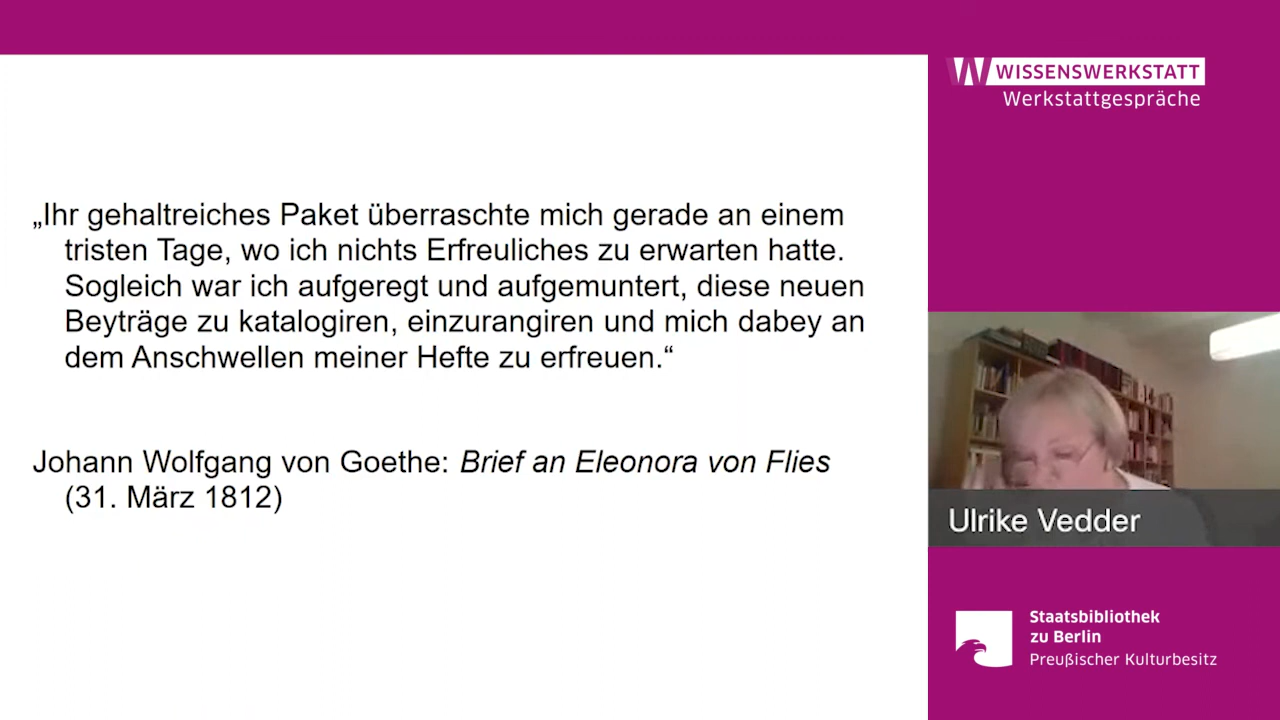 WISSENSWERKSTATT
Werkstattgespräche
„Ihr gehaltreiches Paket überraschte mich gerade an einem
tristen Tage, wo ich nichts Erfreuliches zu erwarten hatte.
Sogleich war ich aufgeregt und aufgemuntert, diese neuen
Beyträge zu katalogiren, einzurangiren und mich dabey an
dem Anschwellen meiner Hefte zu erfreuen.“
Johann Wolfgang von Goethe: Brief an Eleonora von Flies
(31. März 1812)
Ulrike Vedder
Staatsbibliothek
zu Berlin
Preußischer Kulturbesitz